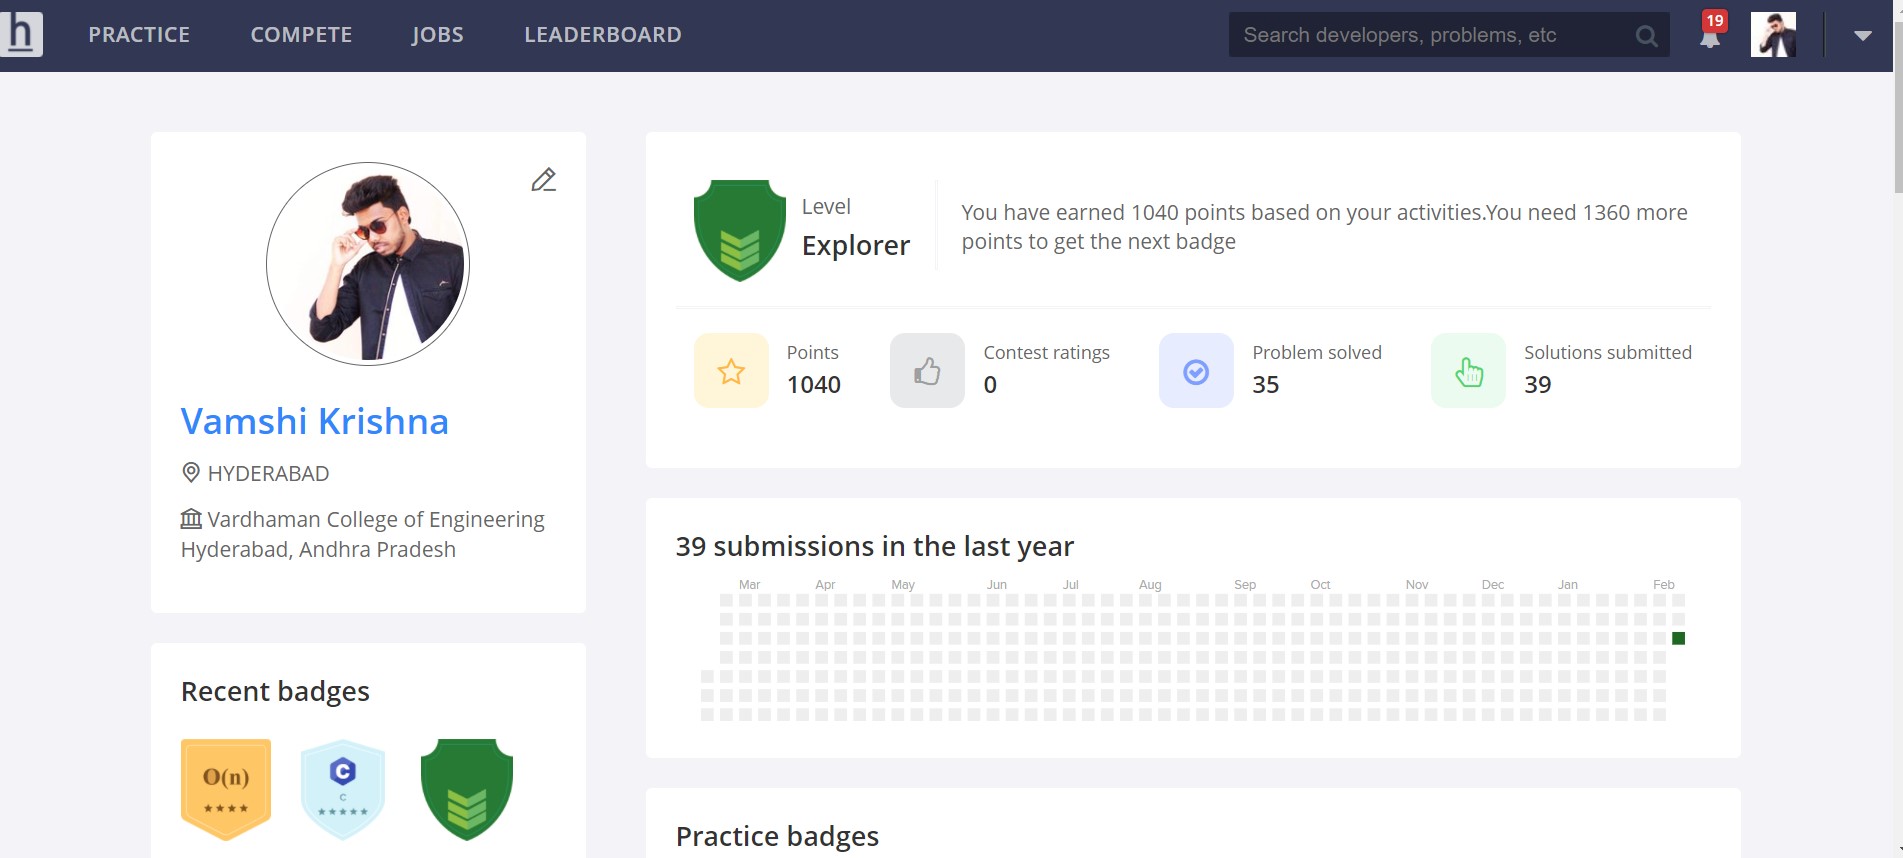 h
PRACTICE COMPETE JOBS LEADERBOARD Search developers, problems, etc 19
Vamshi Krishna
HYDERABAD
Vardhaman College of Engineering
Hyderabad, Andhra Pradesh
Recent badges
O(n)
★★★★
C
C
★★★★★
Level
Explorer
You have earned 1040 points based on your activities.You need 1360 more
points to get the next badge
Points
1040
Contest ratings
0
Problem solved
35
Solutions submitted
39
39 submissions in the last year
Mar Apr May Jun Jul Aug Sep Oct Nov Dec Jan Feb
Practice badges